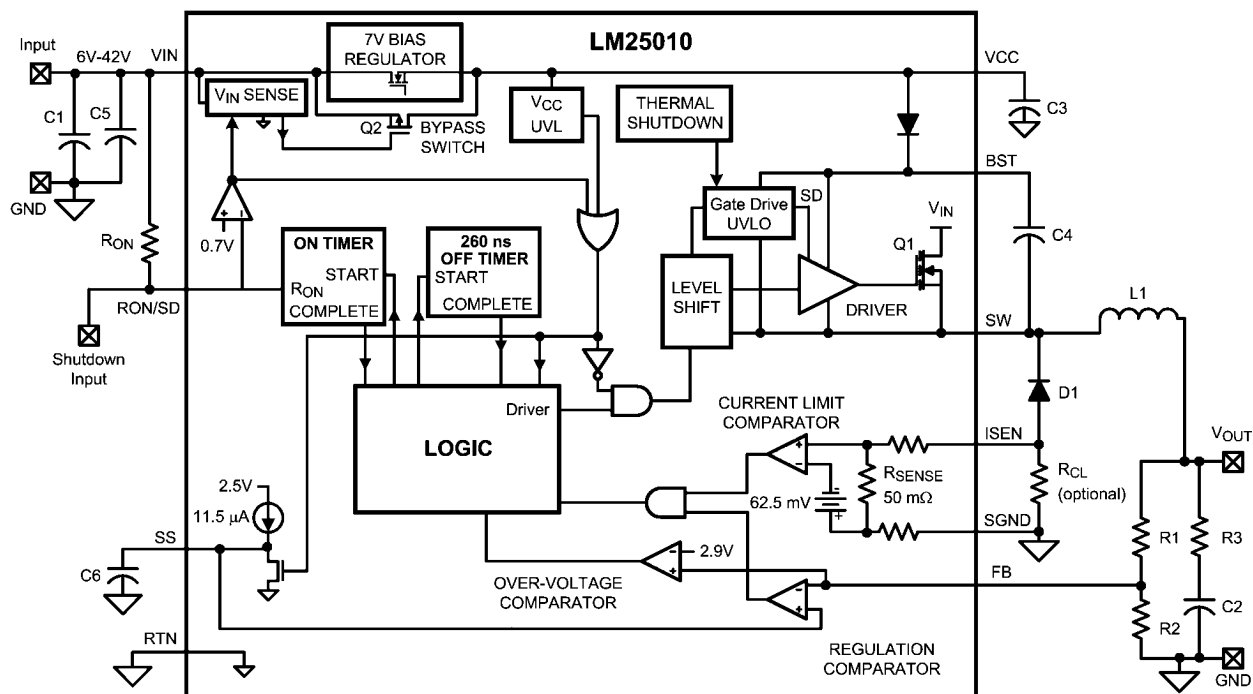 Input
6V-42V
VIN
7V BIAS
REGULATOR
LM25010
VCC
C1
C5
VIN SENSE
Q2
BYPASS
SWITCH
VCC
UVL
THERMAL
SHUTDOWN
C3
GND
BST
Gate Drive
UVLO
SD
VIN
Q1
C4
+
-
0.7V
RON
ON TIMER
START
RON
COMPLETE
260 ns
OFF TIMER
START
COMPLETE
LEVEL
SHIFT
DRIVER
L1
RON/SD
SW
Shutdown
Input
Driver
LOGIC
CURRENT LIMIT
COMPARATOR
+
-
D1
ISEN
VOUT
RSENSE
50 mΩ
RCL
(optional)
-
62.5 mV
+
2.5V
11.5 µA
SS
SGND
R1
R3
C6
2.9V
-
+
OVER-VOLTAGE
COMPARATOR
FB
-
+
R2
C2
RTN
REGULATION
COMPARATOR
GND